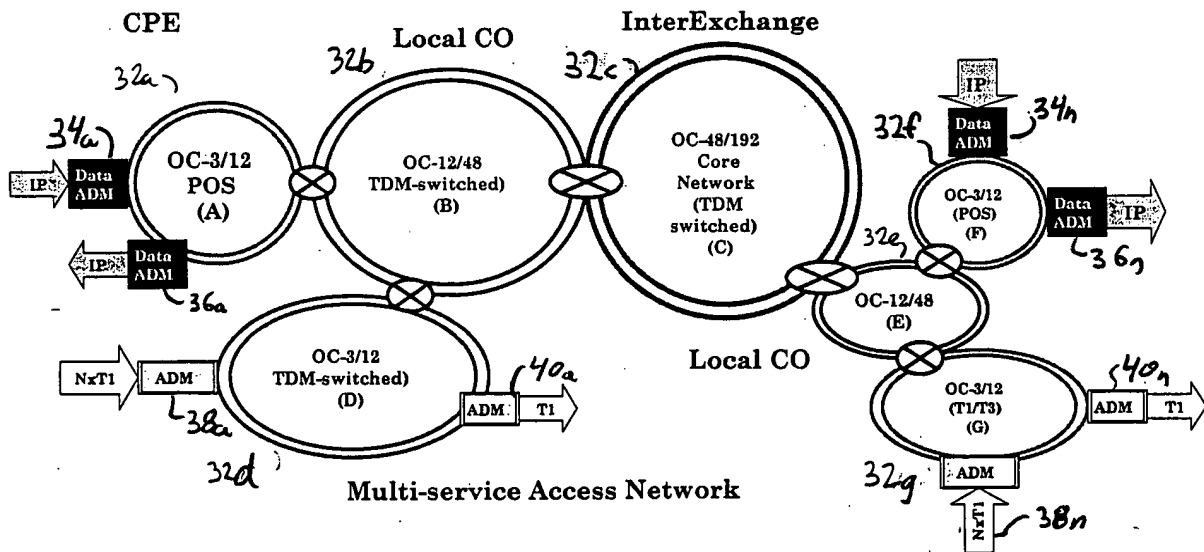 CPE
Local CO
InterExchange
32a
32b
32c
34a
IP
Data
ADM
OC-3/12
POS
(A)
OC-12/48
TDM-switched)
(B)
OC-48/192
Core
Network
(TDM
switched)
(C)
IP
Data
ADM
34n
32f
OC-3/12
(POS)
(F)
Data
ADM
IP
36n
IP
Data
ADM
36a
32e
OC-12/48
(E)
Local CO
NxT1
ADM
38a
OC-3/12
TDM-switched)
(D)
40a
ADM
T1
32d
OC-3/12
(T1/T3)
(G)
40n
ADM
T1
32g
ADM
NxT1
38n
Multi-service Access Network